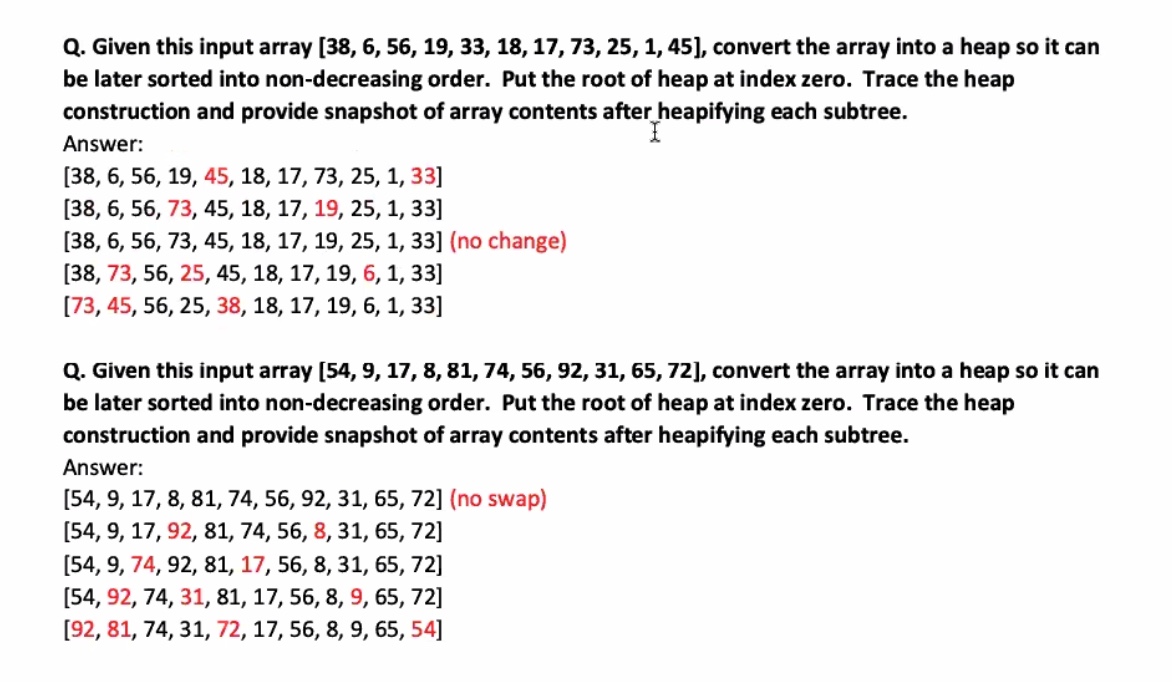 Q. Given this input array [38, 6, 56, 19, 33, 18, 17, 73, 25, 1, 45], convert the array into a heap so it can
be later sorted into non-decreasing order. Put the root of heap at index zero. Trace the heap
construction and provide snapshot of array contents after heapifying each subtree.
Answer:
[38, 6, 56, 19, 45, 18, 17, 73, 25, 1, 33]
[38, 6, 56, 73, 45, 18, 17, 19, 25, 1, 33]
[38, 6, 56, 73, 45, 18, 17, 19, 25, 1, 33] (no change)
[38, 73, 56, 25, 45, 18, 17, 19, 6, 1, 33]
[73, 45, 56, 25, 38, 18, 17, 19, 6, 1, 33]
Q. Given this input array [54, 9, 17, 8, 81, 74, 56, 92, 31, 65, 72], convert the array into a heap so it can
be later sorted into non-decreasing order. Put the root of heap at index zero. Trace the heap
construction and provide snapshot of array contents after heapifying each subtree.
Answer:
[54, 9, 17, 8, 81, 74, 56, 92, 31, 65, 72] (no swap)
[54, 9, 17, 92, 81, 74, 56, 8, 31, 65, 72]
[54, 9, 74, 92, 81, 17, 56, 8, 31, 65, 72]
[54, 92, 74, 31, 81, 17, 56, 8, 9, 65, 72]
[92, 81, 74, 31, 72, 17, 56, 8, 9, 65, 54]